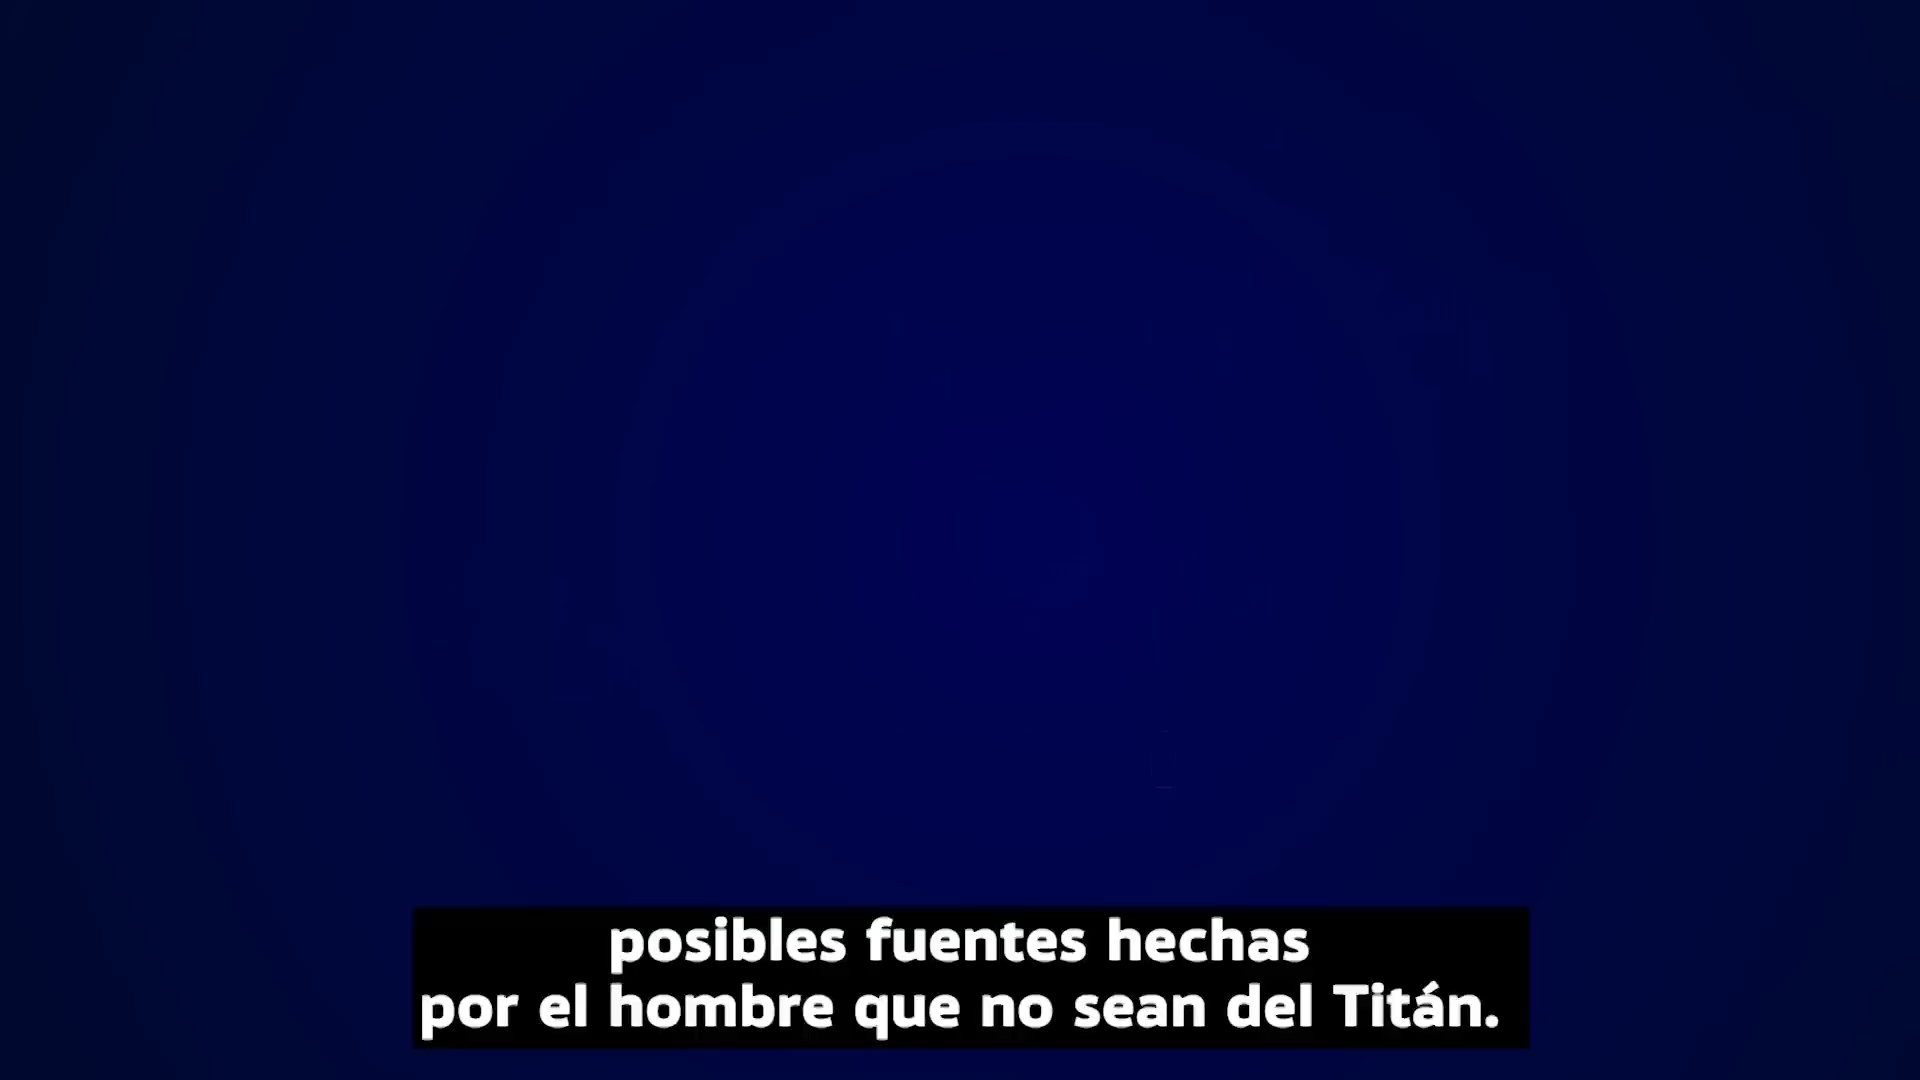 posibles fuentes hechas
por el hombre que no sean del Titán.